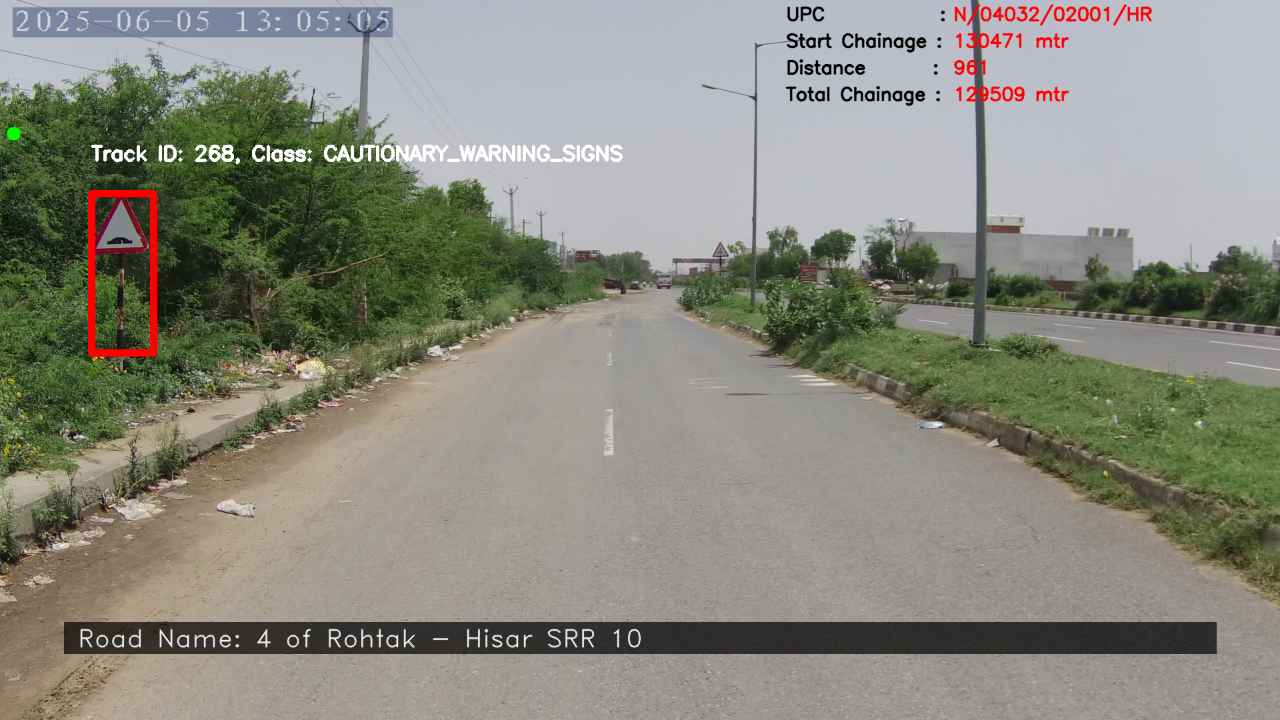 2025-06-05 13:05:05
UPC : N/04032/02001/HR
Start Chainage : 130471 mtr
Distance : 961
Total Chainage : 129509 mtr
Track ID: 268, Class: CAUTIONARY_WARNING_SIGNS
Road Name: 4 of Rohtak - Hisar SRR 10